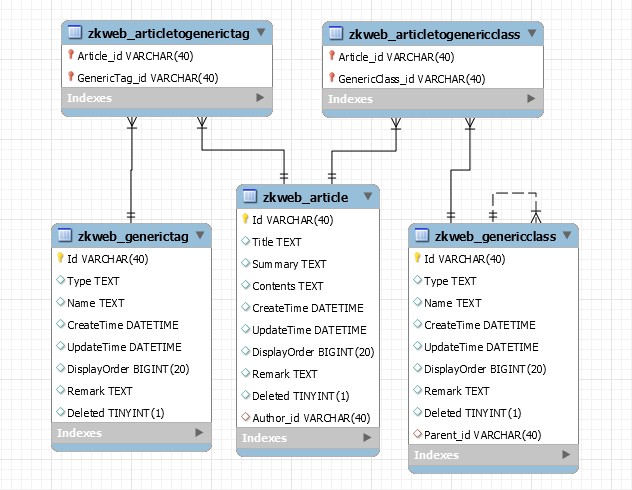 zkweb_articletogenerictag
Article_id VARCHAR(40)
GenericTag_id VARCHAR(40)
Indexes
zkweb_articletogenericclass
Article_id VARCHAR(40)
GenericClass_id VARCHAR(40)
Indexes
zkweb_generictag
Id VARCHAR(40)
Type TEXT
Name TEXT
CreateTime DATETIME
UpdateTime DATETIME
DisplayOrder BIGINT(20)
Remark TEXT
Deleted TINYINT(1)
Indexes
zkweb_article
Id VARCHAR(40)
Title TEXT
Summary TEXT
Contents TEXT
CreateTime DATETIME
UpdateTime DATETIME
DisplayOrder BIGINT(20)
Remark TEXT
Deleted TINYINT(1)
Author_id VARCHAR(40)
Indexes
zkweb_genericclass
Id VARCHAR(40)
Type TEXT
Name TEXT
CreateTime DATETIME
UpdateTime DATETIME
DisplayOrder BIGINT(20)
Remark TEXT
Deleted TINYINT(1)
Parent_id VARCHAR(40)
Indexes